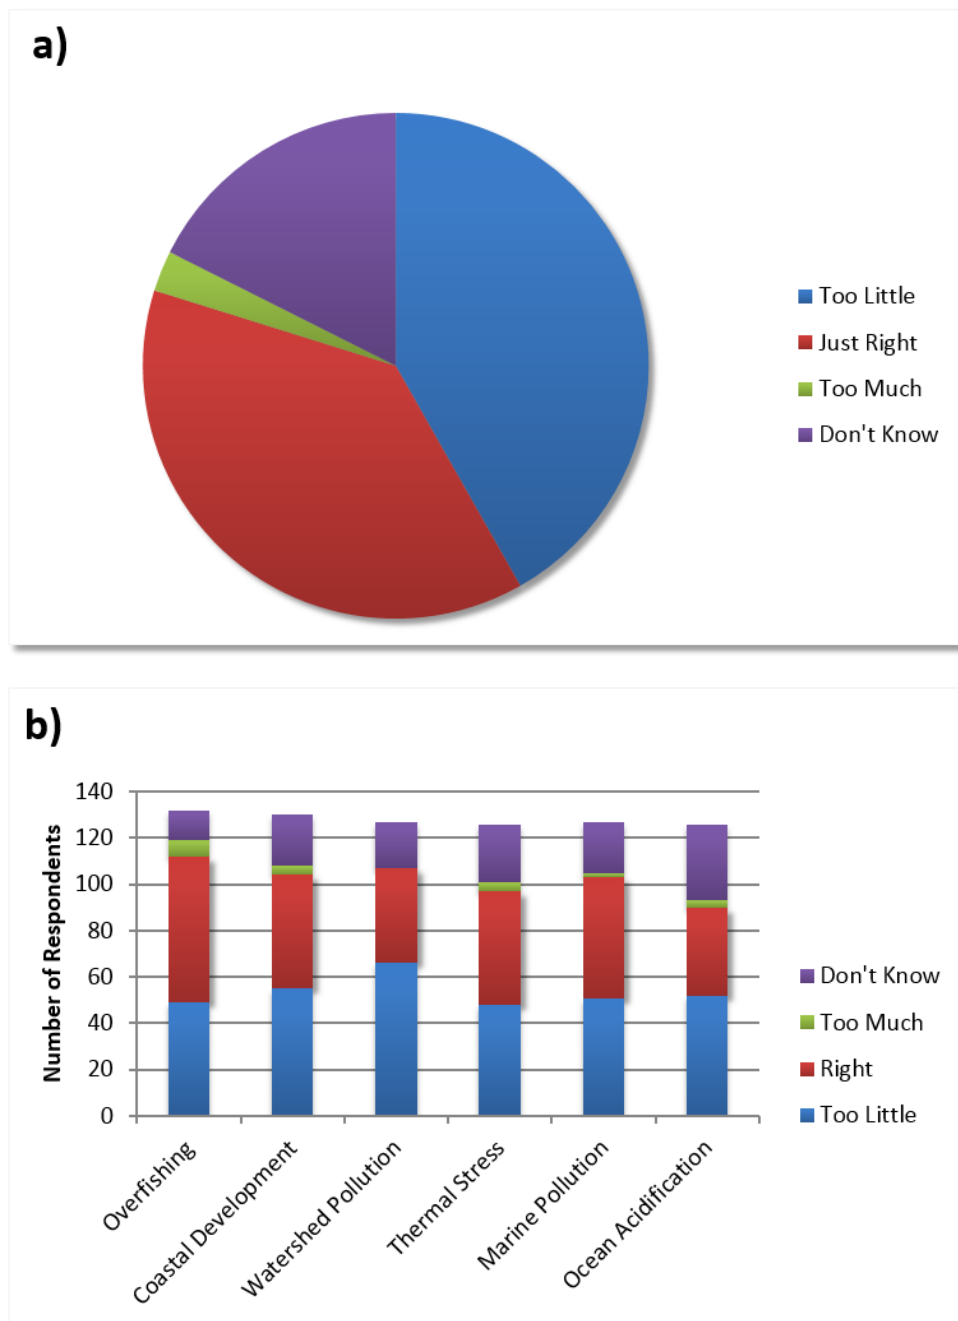 a)
Too Little
Just Right
Too Much
Don't Know
b)
140
120
100
80
60
40
20
0
Number of Respondents
Overfishing
Coastal Development
Watershed Pollution
Thermal Stress
Marine Pollution
Ocean Acidification
Don't Know
Too Much
Right
Too Little